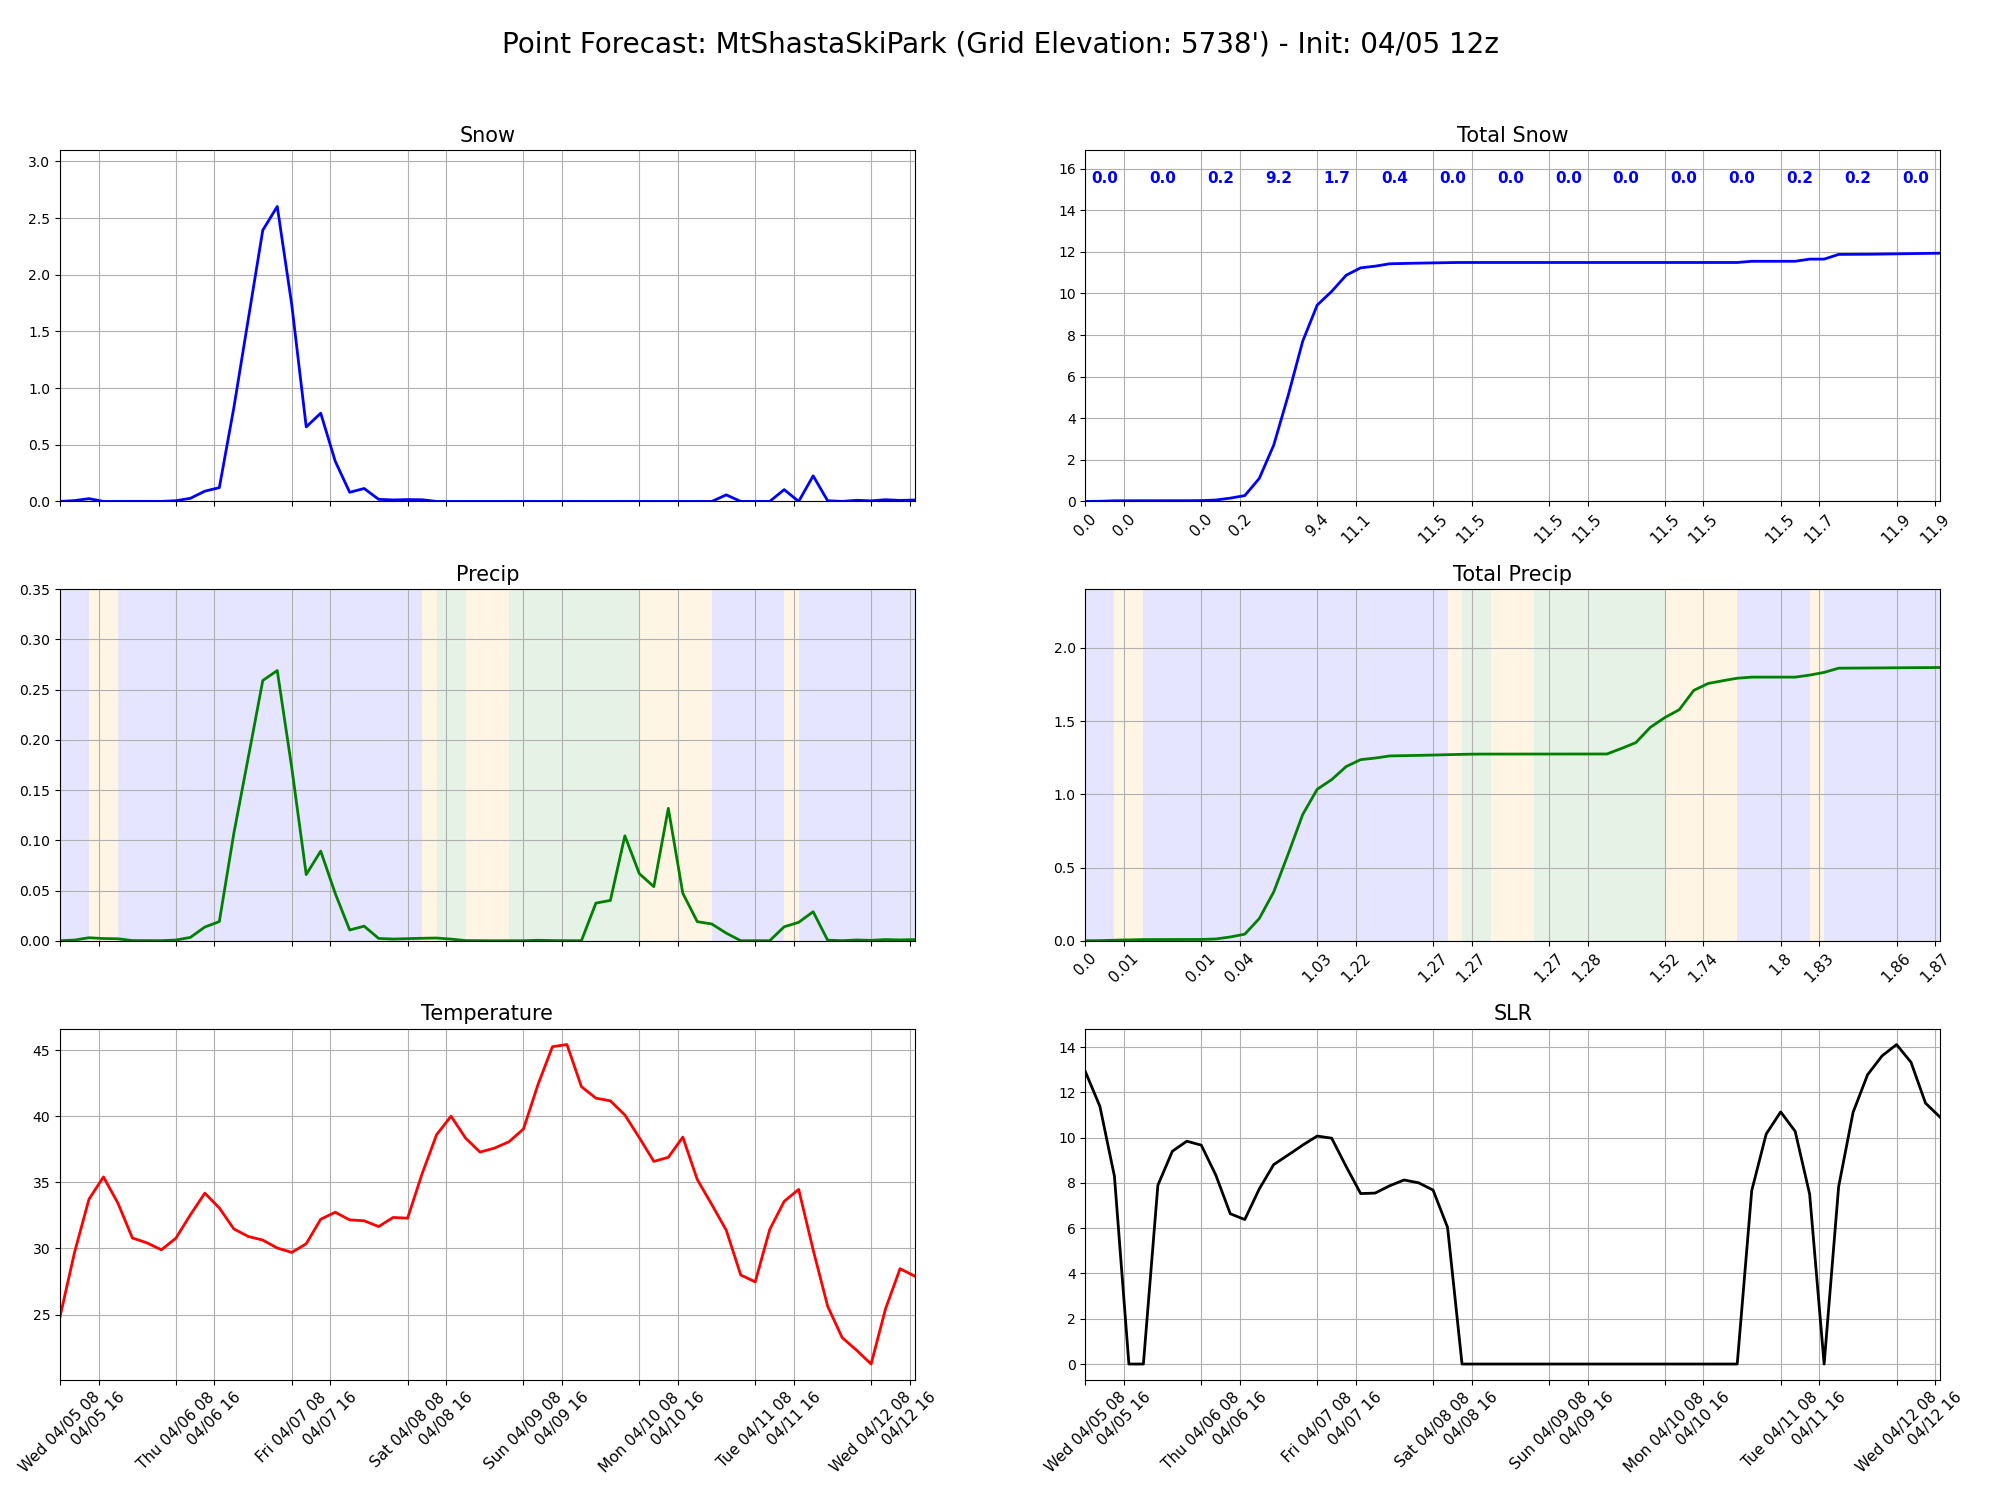 Point Forecast: MtShastaSkiPark (Grid Elevation: 5738') - Init: 04/05 12z
Snow
3.0
2.5
2.0
1.5
1.0
0.5
0.0
Total Snow
0.0 0.0 0.2 9.2 1.7 0.4 0.0 0.0 0.0 0.0 0.0 0.0 0.2 0.2 0.0
16
14
12
10
8
6
4
2
0
0.0 0.0 0.0 0.2 9.4 11.1 11.5 11.5 11.5 11.5 11.5 11.5 11.5 11.7 11.9 11.9
Precip
0.35
0.30
0.25
0.20
0.15
0.10
0.05
0.00
Total Precip
2.0
1.5
1.0
0.5
0.0
0.0 0.01 0.01 0.04 1.03 1.22 1.27 1.27 1.27 1.28 1.52 1.74 1.8 1.83 1.86 1.87
Temperature
45
40
35
30
25
Wed 04/05 08
04/05 16
Thu 04/06 08
04/06 16
Fri 04/07 08
04/07 16
Sat 04/08 08
04/08 16
Sun 04/09 08
04/09 16
Mon 04/10 08
04/10 16
Tue 04/11 08
04/11 16
Wed 04/12 08
04/12 16
SLR
14
12
10
8
6
4
2
0
Wed 04/05 08
04/05 16
Thu 04/06 08
04/06 16
Fri 04/07 08
04/07 16
Sat 04/08 08
04/08 16
Sun 04/09 08
04/09 16
Mon 04/10 08
04/10 16
Tue 04/11 08
04/11 16
Wed 04/12 08
04/12 16